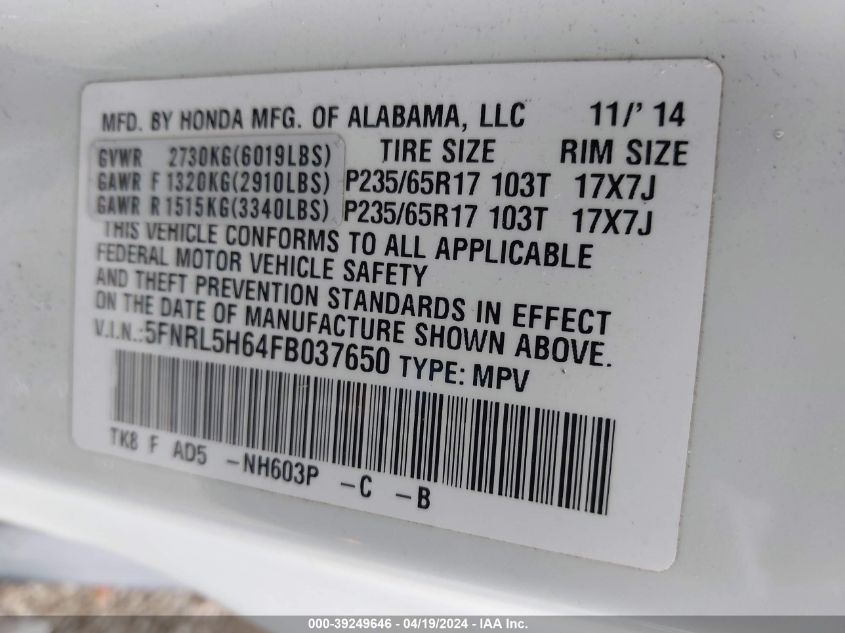 MFD. BY HONDA MFG. OF ALABAMA, LLC 11/' 14
GVWR 2730KG(6019LBS) TIRE SIZE RIM SIZE
GAWR F 1320KG(2910LBS) P235/65R17 103T 17X7J
GAWR R 1515KG(3340LBS) P235/65R17 103T 17X7J
THIS VEHICLE CONFORMS TO ALL APPLICABLE
FEDERAL MOTOR VEHICLE SAFETY
AND THEFT PREVENTION STANDARDS IN EFFECT
ON THE DATE OF MANUFACTURE SHOWN ABOVE.
V.I.N.:5FNRL5H64FB037650 TYPE: MPV
TK8 F AD5 -NH603P -C -B
000-39249646 - 04/19/2024 - IAA Inc.